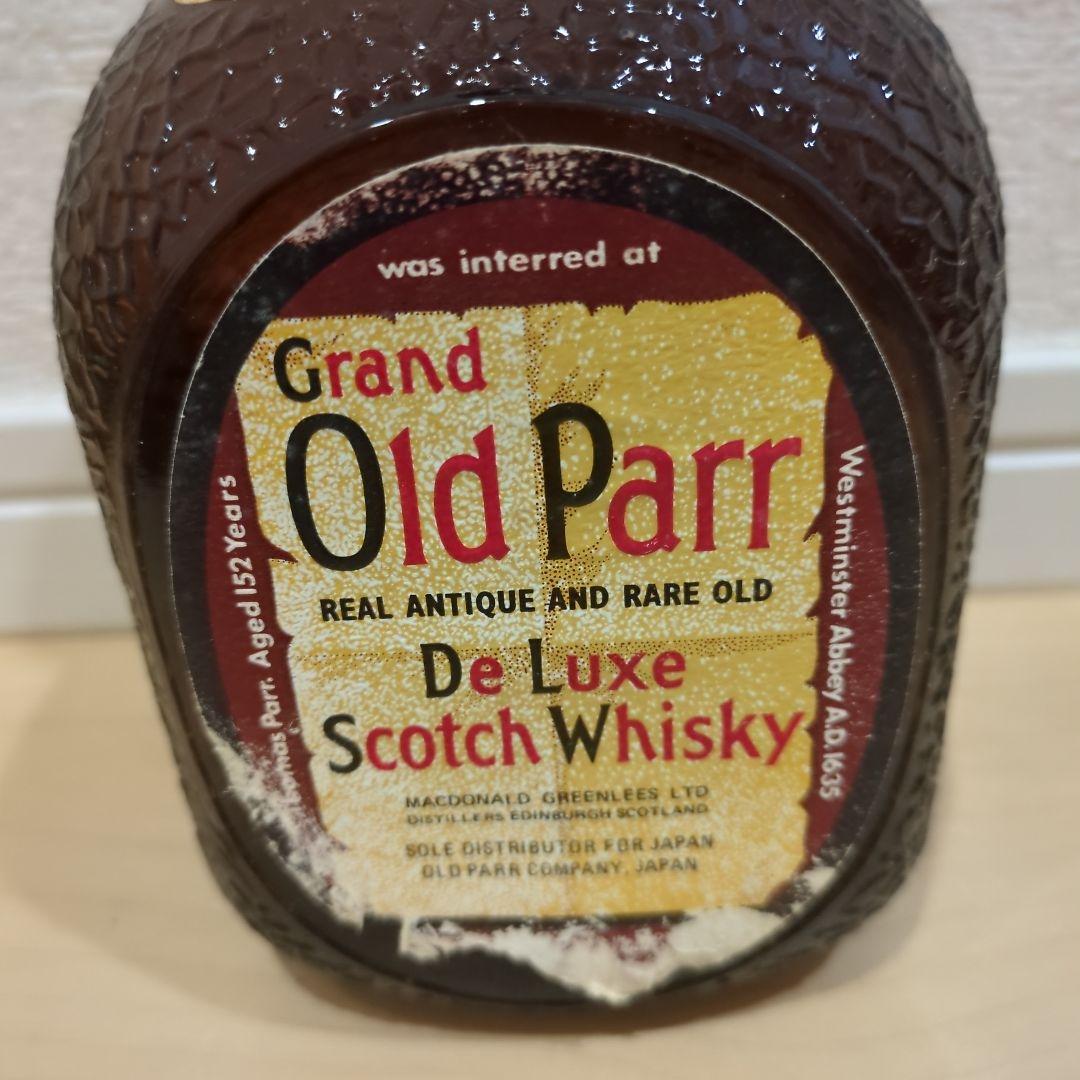 was interred at
Grand
Old Parr
REAL ANTIQUE AND RARE OLD
De Luxe
Scotch Whisky
MACDONALD GREENLEES LTD
DISTILLERS EDINBURGH SCOTLAND
SOLE DISTRIBUTOR FOR JAPAN
OLD PARR COMPANY, JAPAN
Thomas Parr. Aged 152 Years
Westminster Abbey A.D. 1635